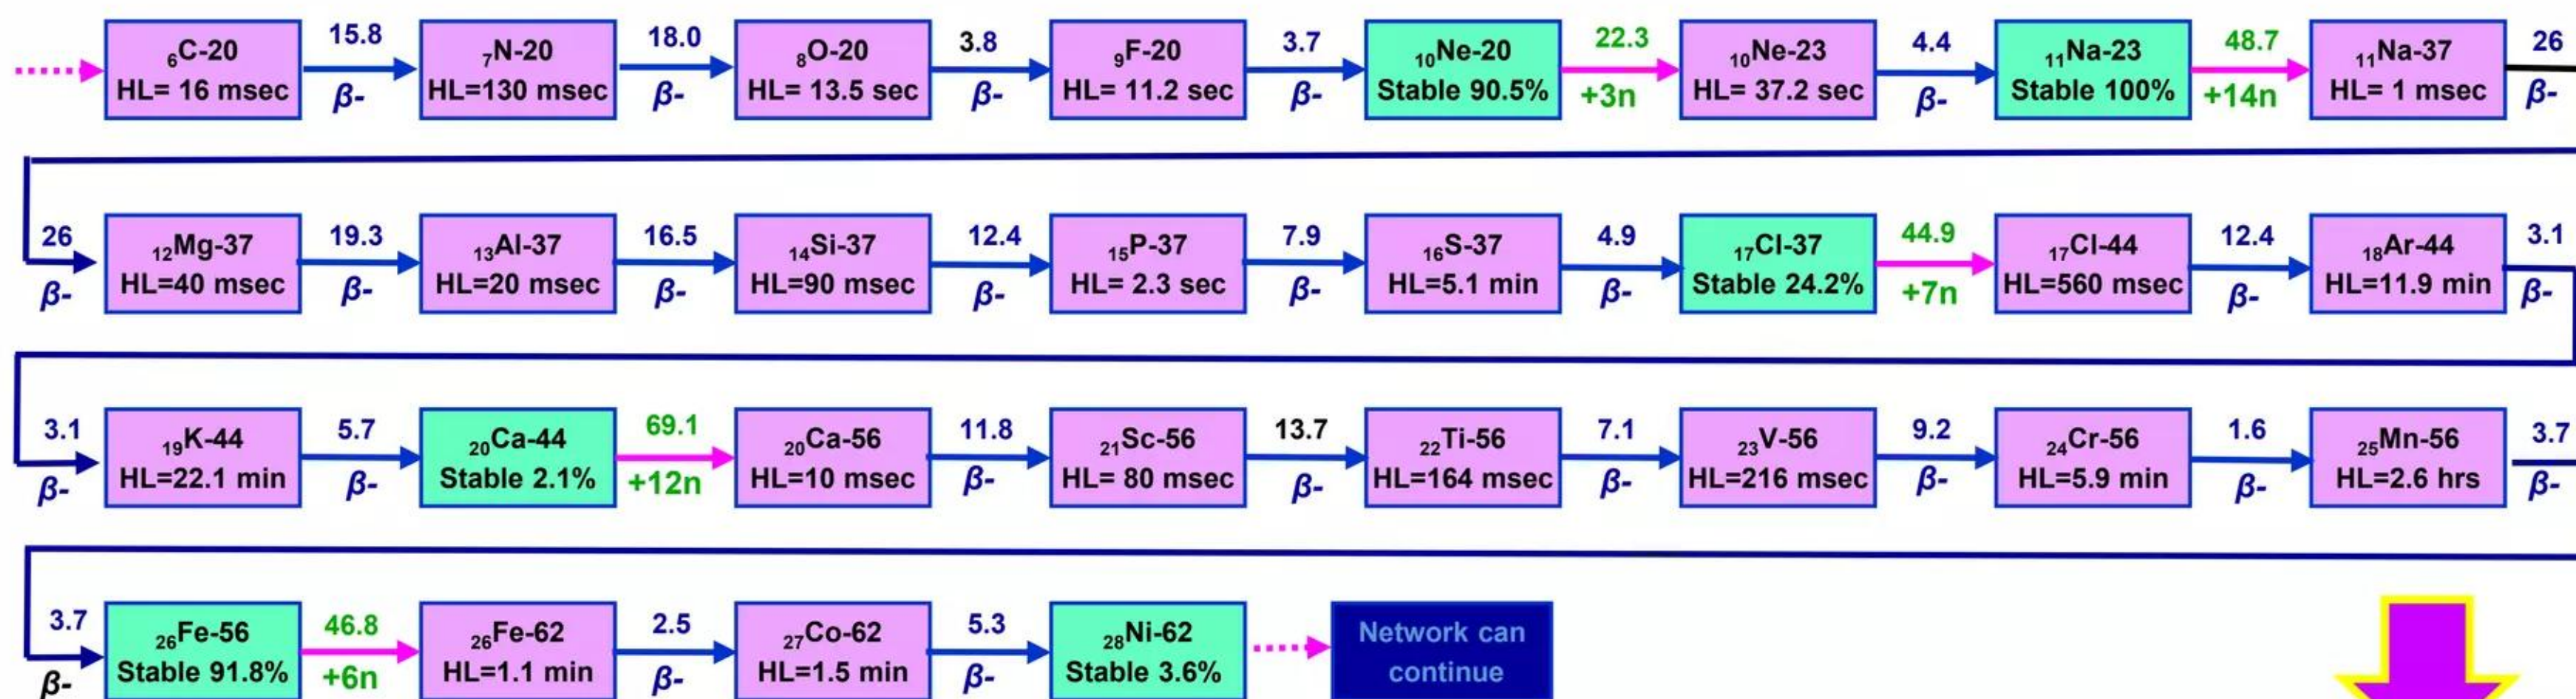 15.8 18.0 3.8 3.7 22.3 4.4 48.7 26
₆C-20 ₇N-20 ₈O-20 ₉F-20 ₁₀Ne-20 ₁₀Ne-23 ₁₁Na-23 ₁₁Na-37
HL= 16 msec HL=130 msec HL= 13.5 sec HL= 11.2 sec Stable 90.5% HL= 37.2 sec Stable 100% HL= 1 msec
β- β- β- β- +3n β- +14n β-
26 19.3 16.5 12.4 7.9 4.9 44.9 12.4 3.1
₁₂Mg-37 ₁₃Al-37 ₁₄Si-37 ₁₅P-37 ₁₆S-37 ₁₇Cl-37 ₁₇Cl-44 ₁₈Ar-44
HL=40 msec HL=20 msec HL=90 msec HL= 2.3 sec HL=5.1 min Stable 24.2% HL=560 msec HL=11.9 min
β- β- β- β- β- β- +7n β- β-
3.1 5.7 69.1 11.8 13.7 7.1 9.2 1.6 3.7
₁₉K-44 ₂₀Ca-44 ₂₀Ca-56 ₂₁Sc-56 ₂₂Ti-56 ₂₃V-56 ₂₄Cr-56 ₂₅Mn-56
HL=22.1 min Stable 2.1% HL=10 msec HL= 80 msec HL=164 msec HL=216 msec HL=5.9 min HL=2.6 hrs
β- β- +12n β- β- β- β- β- β-
3.7 46.8 2.5 5.3
₂₆Fe-56 ₂₆Fe-62 ₂₇Co-62 ₂₈Ni-62 Network can
Stable 91.8% HL=1.1 min HL=1.5 min Stable 3.6% continue
β- +6n β- β-